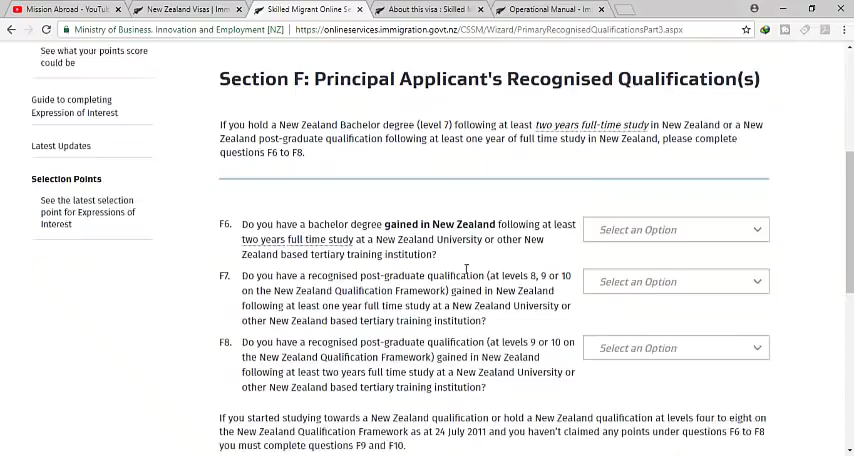 Mission Abroad - YouTu
New Zealand Visas | Imm
Skilled Migrant Online Se
About this visa : Skilled M
Operational Manual - Im
Ministry of Business. Innovation and Employment [NZ]
https://onlineservices.immigration.govt.nz/CSSM/Wizard/PrimaryRecognisedQualificationsPart3.aspx
See what your points score
could be
Guide to completing
Expression of Interest
Latest Updates
Selection Points
See the latest selection
point for Expressions of
Interest
Section F: Principal Applicant's Recognised Qualification(s)
If you hold a New Zealand Bachelor degree (level 7) following at least two years full-time study in New Zealand or a New
Zealand post-graduate qualification following at least one year of full time study in New Zealand, please complete
questions F6 to F8.
F6. Do you have a bachelor degree gained in New Zealand following at least
two years full time study at a New Zealand University or other New
Zealand based tertiary training institution?
Select an Option
F7. Do you have a recognised post-graduate qualification (at levels 8, 9 or 10
on the New Zealand Qualification Framework) gained in New Zealand
following at least one year full time study at a New Zealand University or
other New Zealand based tertiary training institution?
Select an Option
F8. Do you have a recognised post-graduate qualification (at levels 9 or 10 on
the New Zealand Qualification Framework) gained in New Zealand
following at least two years full time study at a New Zealand University or
other New Zealand based tertiary training institution?
Select an Option
If you started studying towards a New Zealand qualification or hold a New Zealand qualification at levels four to eight on
the New Zealand Qualification Framework as at 24 July 2011 and you haven't claimed any points under questions F6 to F8
you must complete questions F9 and F10.